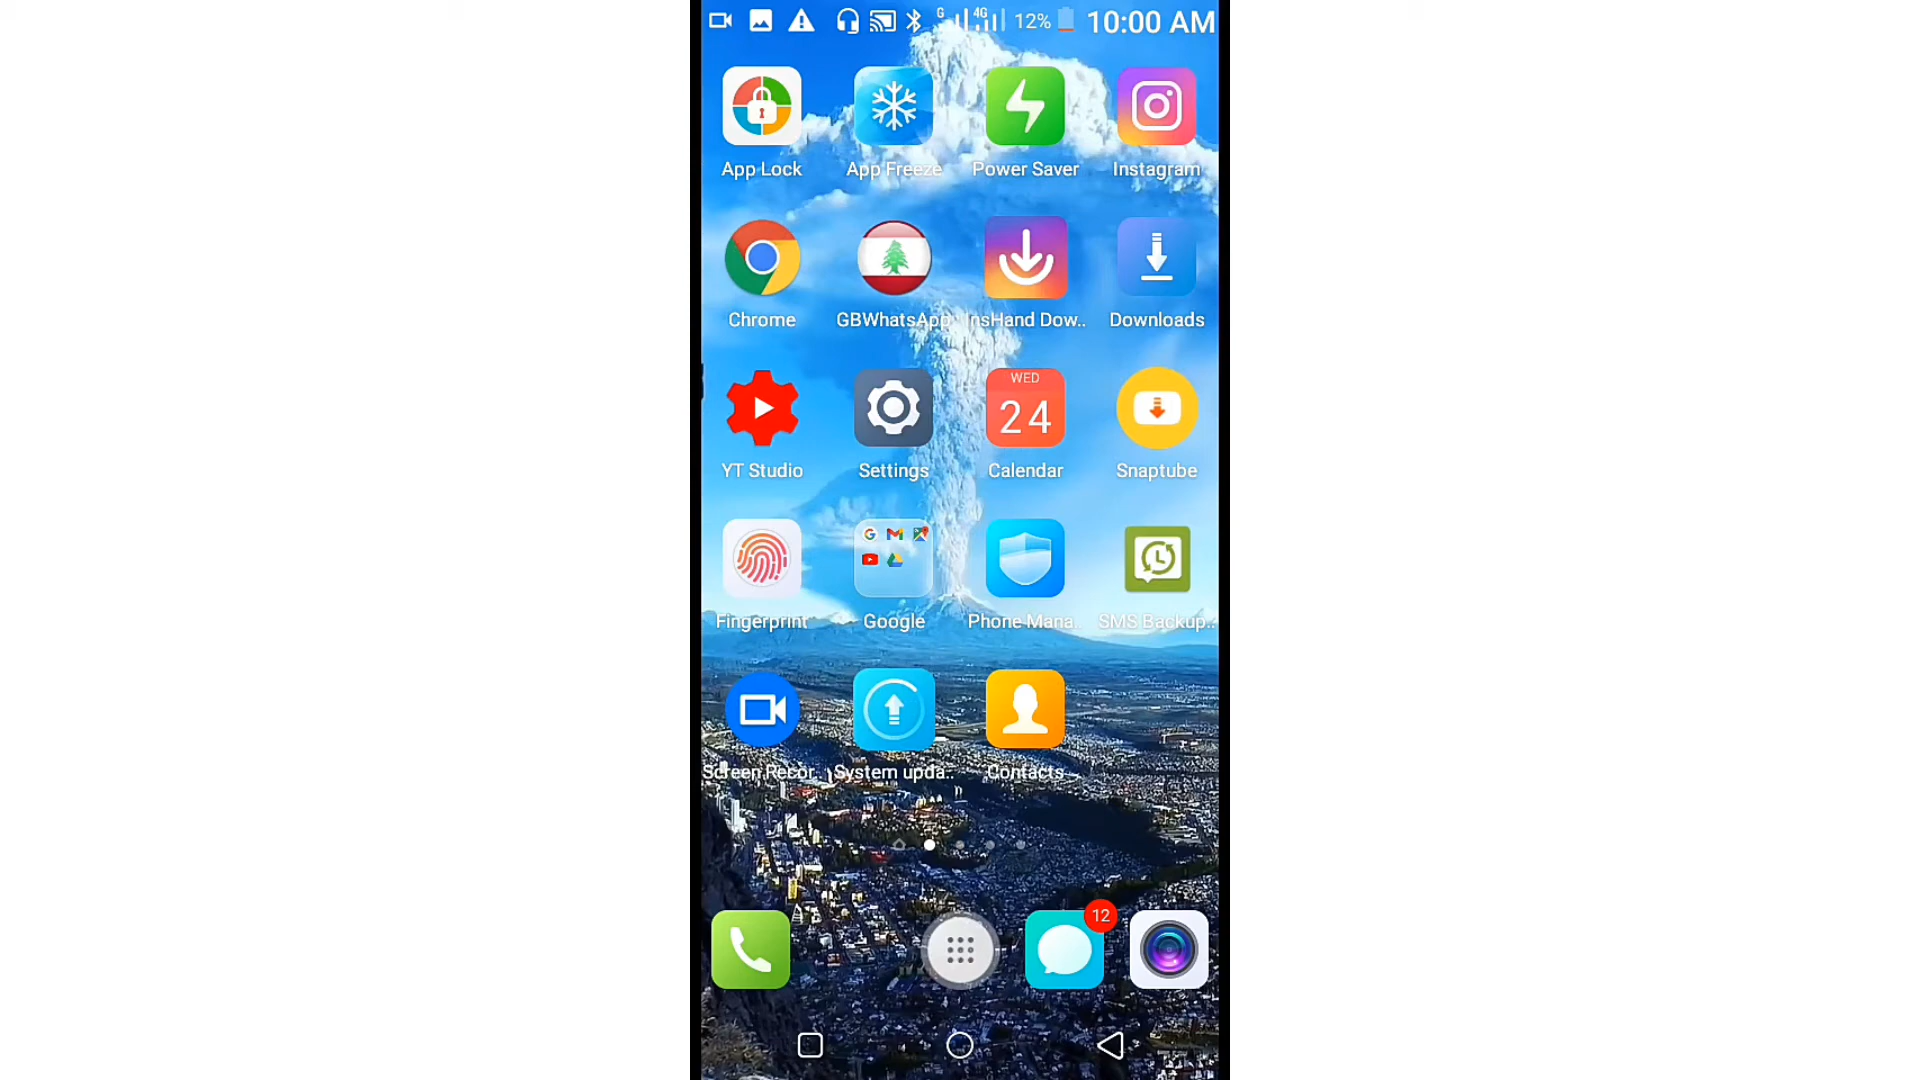 G 4G 12% 10:00 AM
App Lock App Freeze Power Saver Instagram
Chrome GBWhatsApp InsHand Dow.. Downloads
WED
24
YT Studio Settings Calendar Snaptube
Fingerprint Google Phone Mana.. SMS Backup..
Screen Recor.. System upda.. Contacts
12